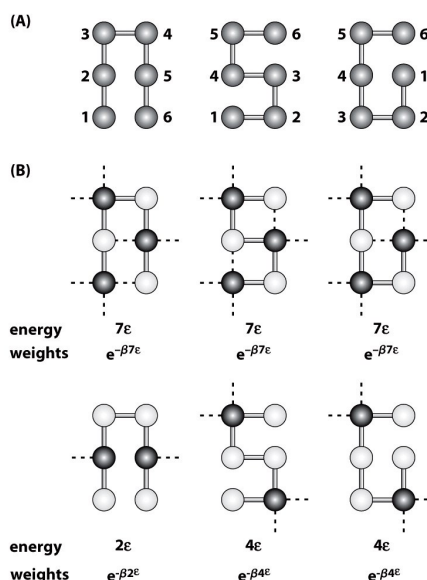 (A)
3 4 5 6 5 6
2 5 4 3 4 1
1 6 1 2 3 2
(B)
energy 7ε 7ε 7ε
weights e^-β7ε e^-β7ε e^-β7ε
energy 2ε 4ε 4ε
weights e^-β2ε e^-β4ε e^-β4ε